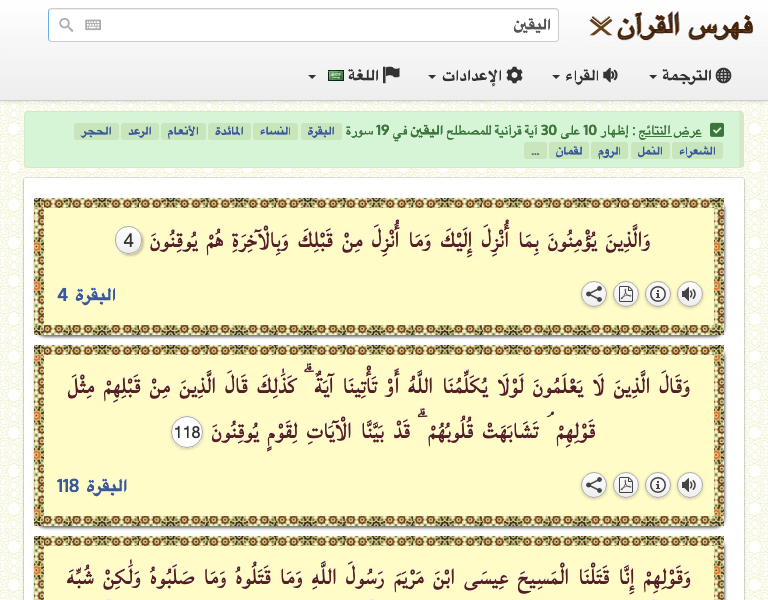 فهرس القرآن
اليقين
الترجمة
القراء
الإعدادات
اللغة
عرض النتائج : إظهار 10 على 30 آية قرآنية للمصطلح اليقين في 19 سورة البقرة النساء المائدة الأنعام الرعد الحجر
الشعراء النمل الروم لقمان ...
وَالَّذِينَ يُؤْمِنُونَ بِمَا أُنْزِلَ إِلَيْكَ وَمَا أُنْزِلَ مِنْ قَبْلِكَ وَبِالْآخِرَةِ هُمْ يُوقِنُونَ 4
البقرة 4
وَقَالَ الَّذِينَ لَا يَعْلَمُونَ لَوْلَا يُكَلِّمُنَا اللَّهُ أَوْ تَأْتِينَا آيَةٌ ۗ كَذَٰلِكَ قَالَ الَّذِينَ مِنْ قَبْلِهِمْ مِثْلَ
قَوْلِهِمْ ۘ تَشَابَهَتْ قُلُوبُهُمْ ۗ قَدْ بَيَّنَّا الْآيَاتِ لِقَوْمٍ يُوقِنُونَ 118
البقرة 118
وَقَوْلِهِمْ إِنَّا قَتَلْنَا الْمَسِيحَ عِيسَى ابْنَ مَرْيَمَ رَسُولَ اللَّهِ وَمَا قَتَلُوهُ وَمَا صَلَبُوهُ وَلَٰكِنْ شُبِّهَ